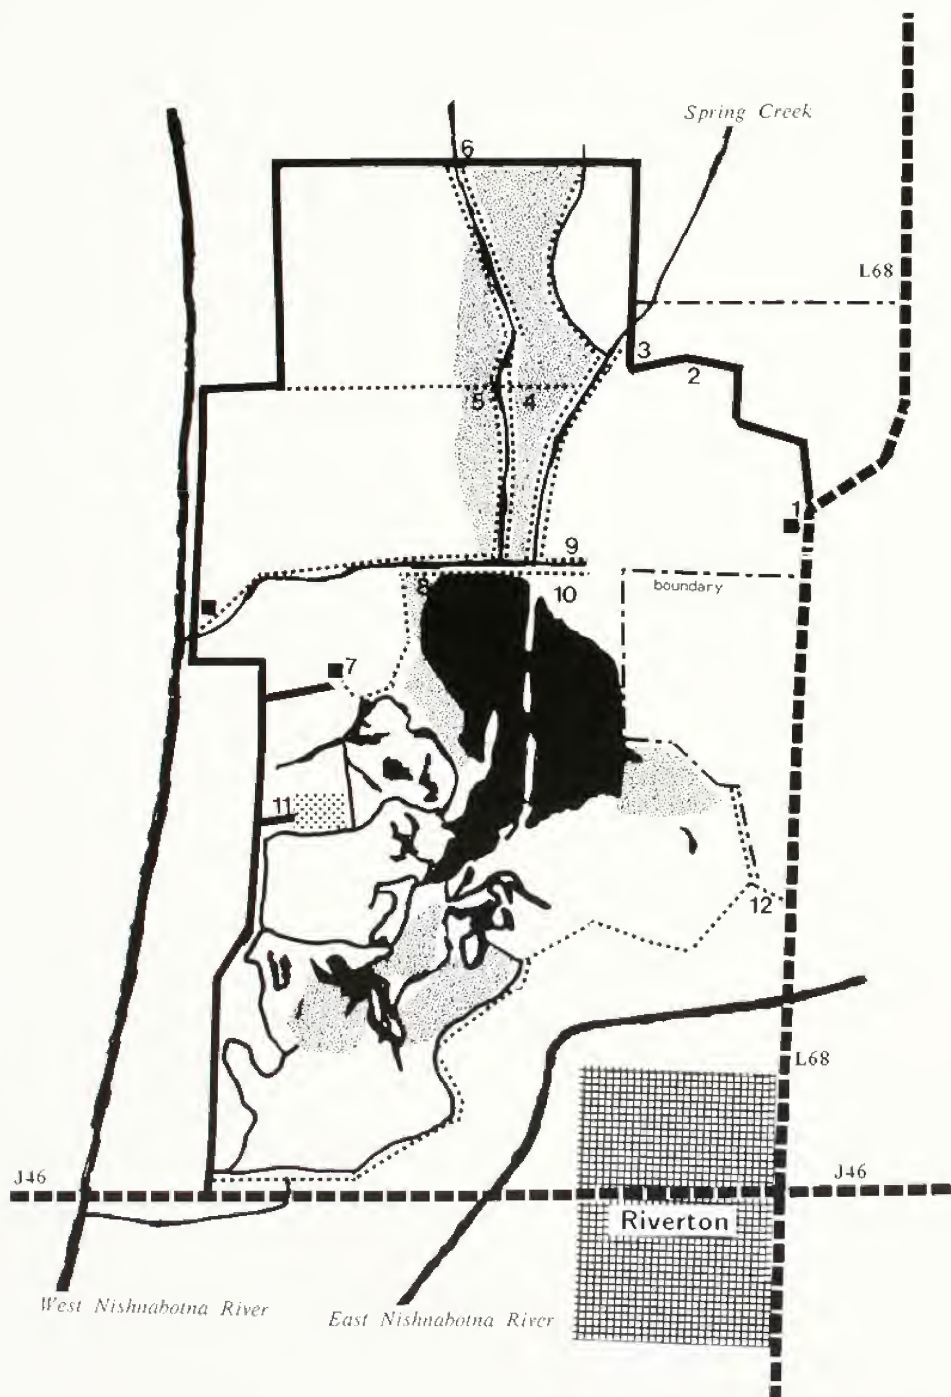 Spring Creek
6
L68
3
2
5
4
1
9
8
10
boundary
7
11
12
L68
J46
J46
Riverton
West Nishnabotna River
East Nishnabotna River